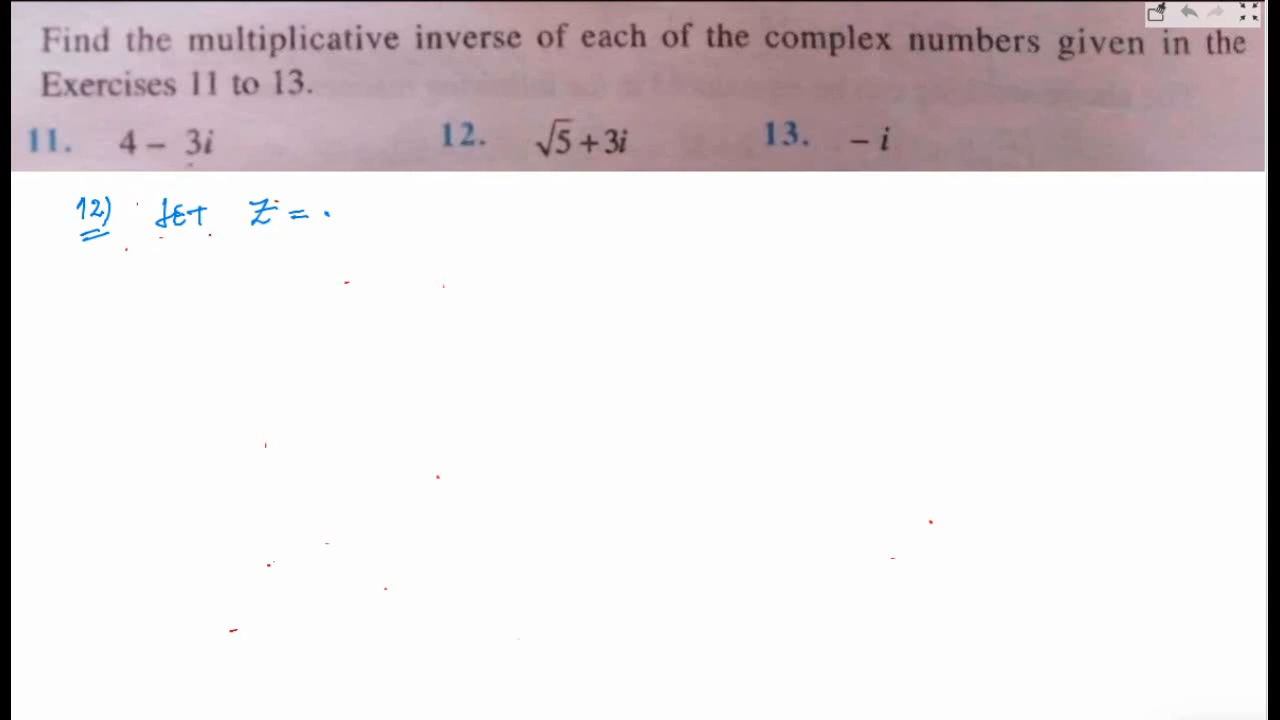 Find the multiplicative inverse of each of the complex numbers given in the
Exercises 11 to 13.
11. 4 – 3i 12. √5 + 3i 13. – i
12) LET Z = .